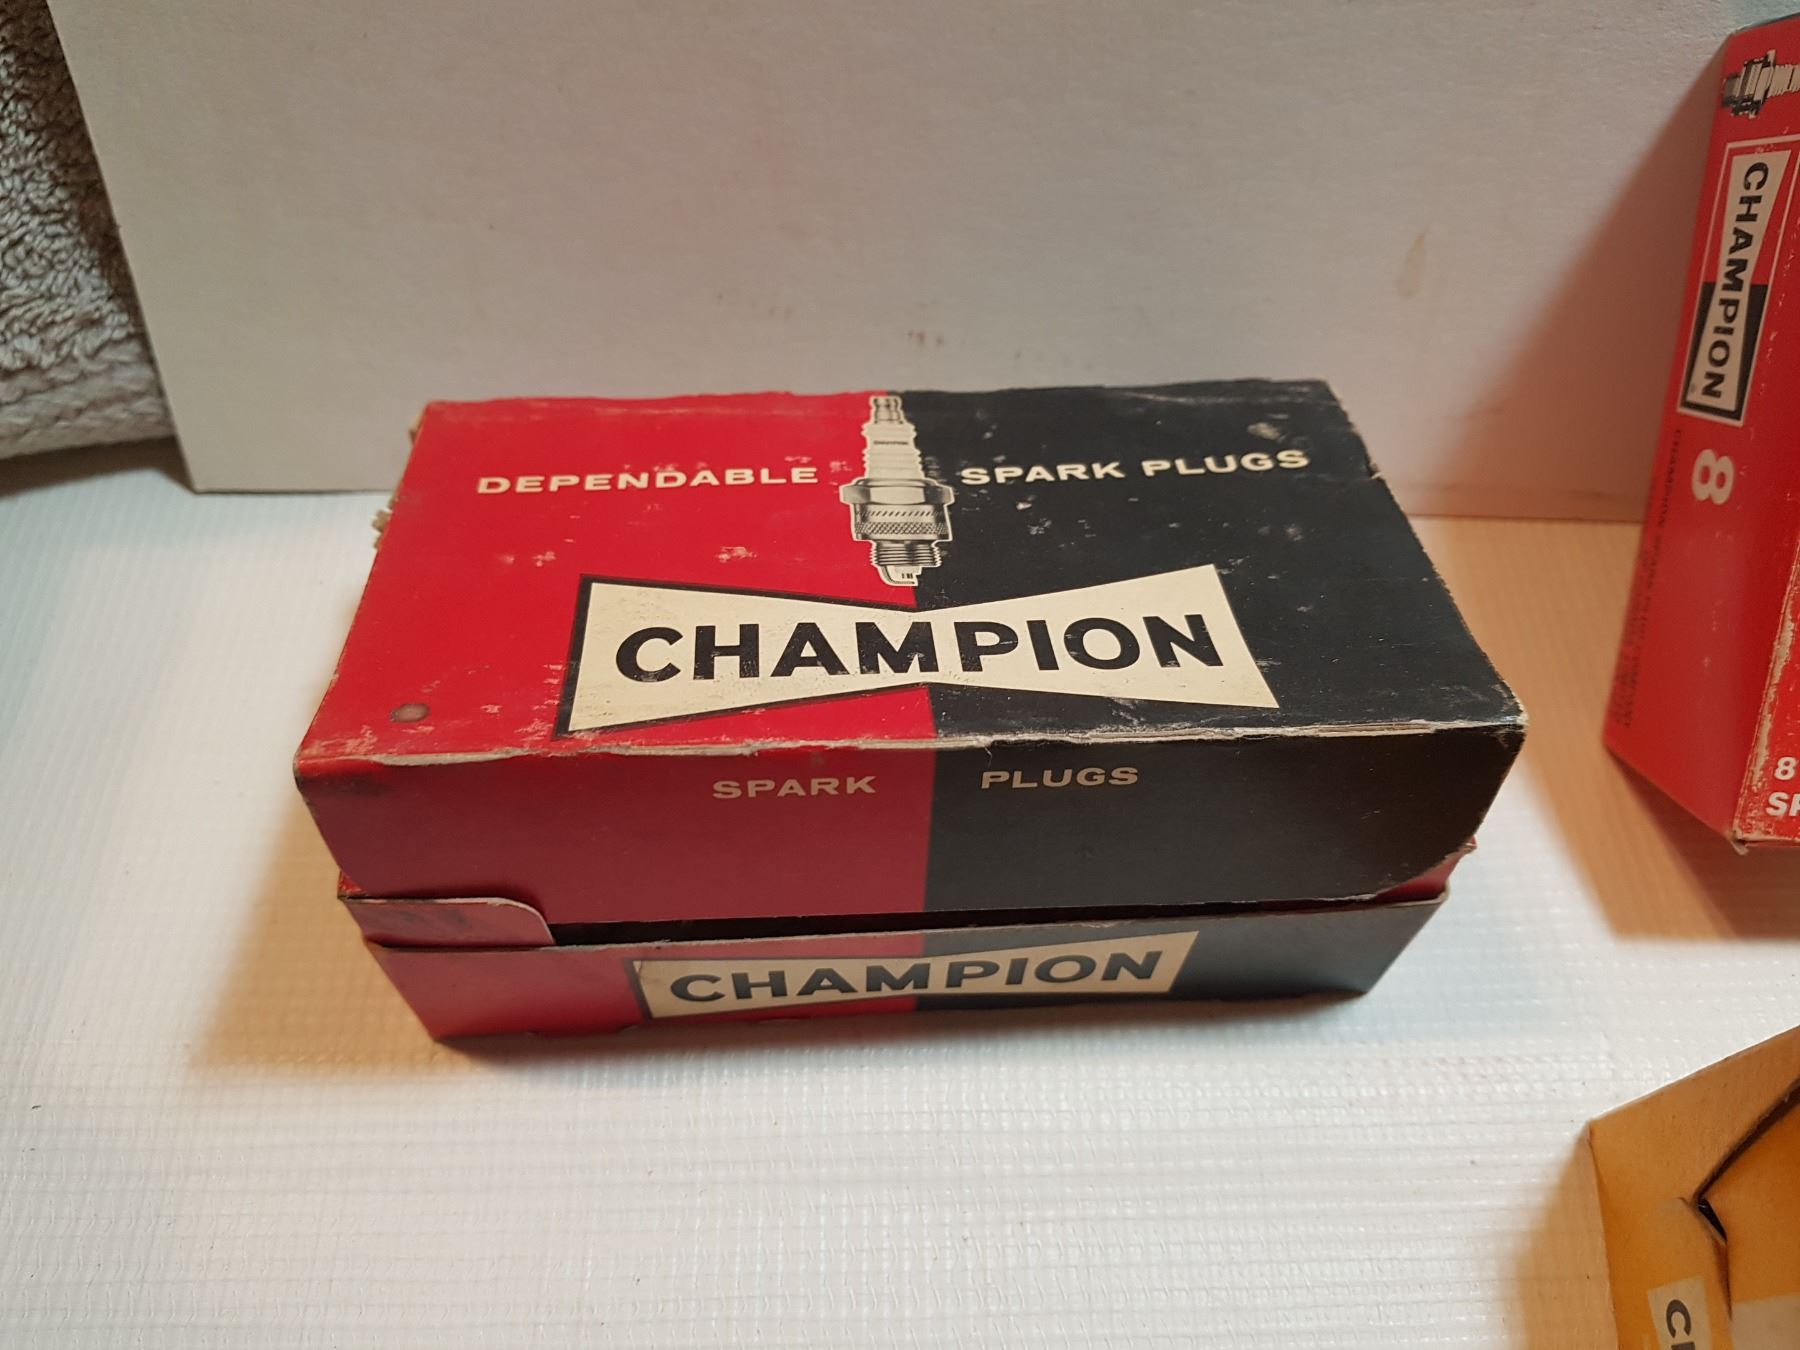 DEPENDABLE SPARK PLUGS
CHAMPION
SPARK PLUGS
CHAMPION
CHAMPION
8
8